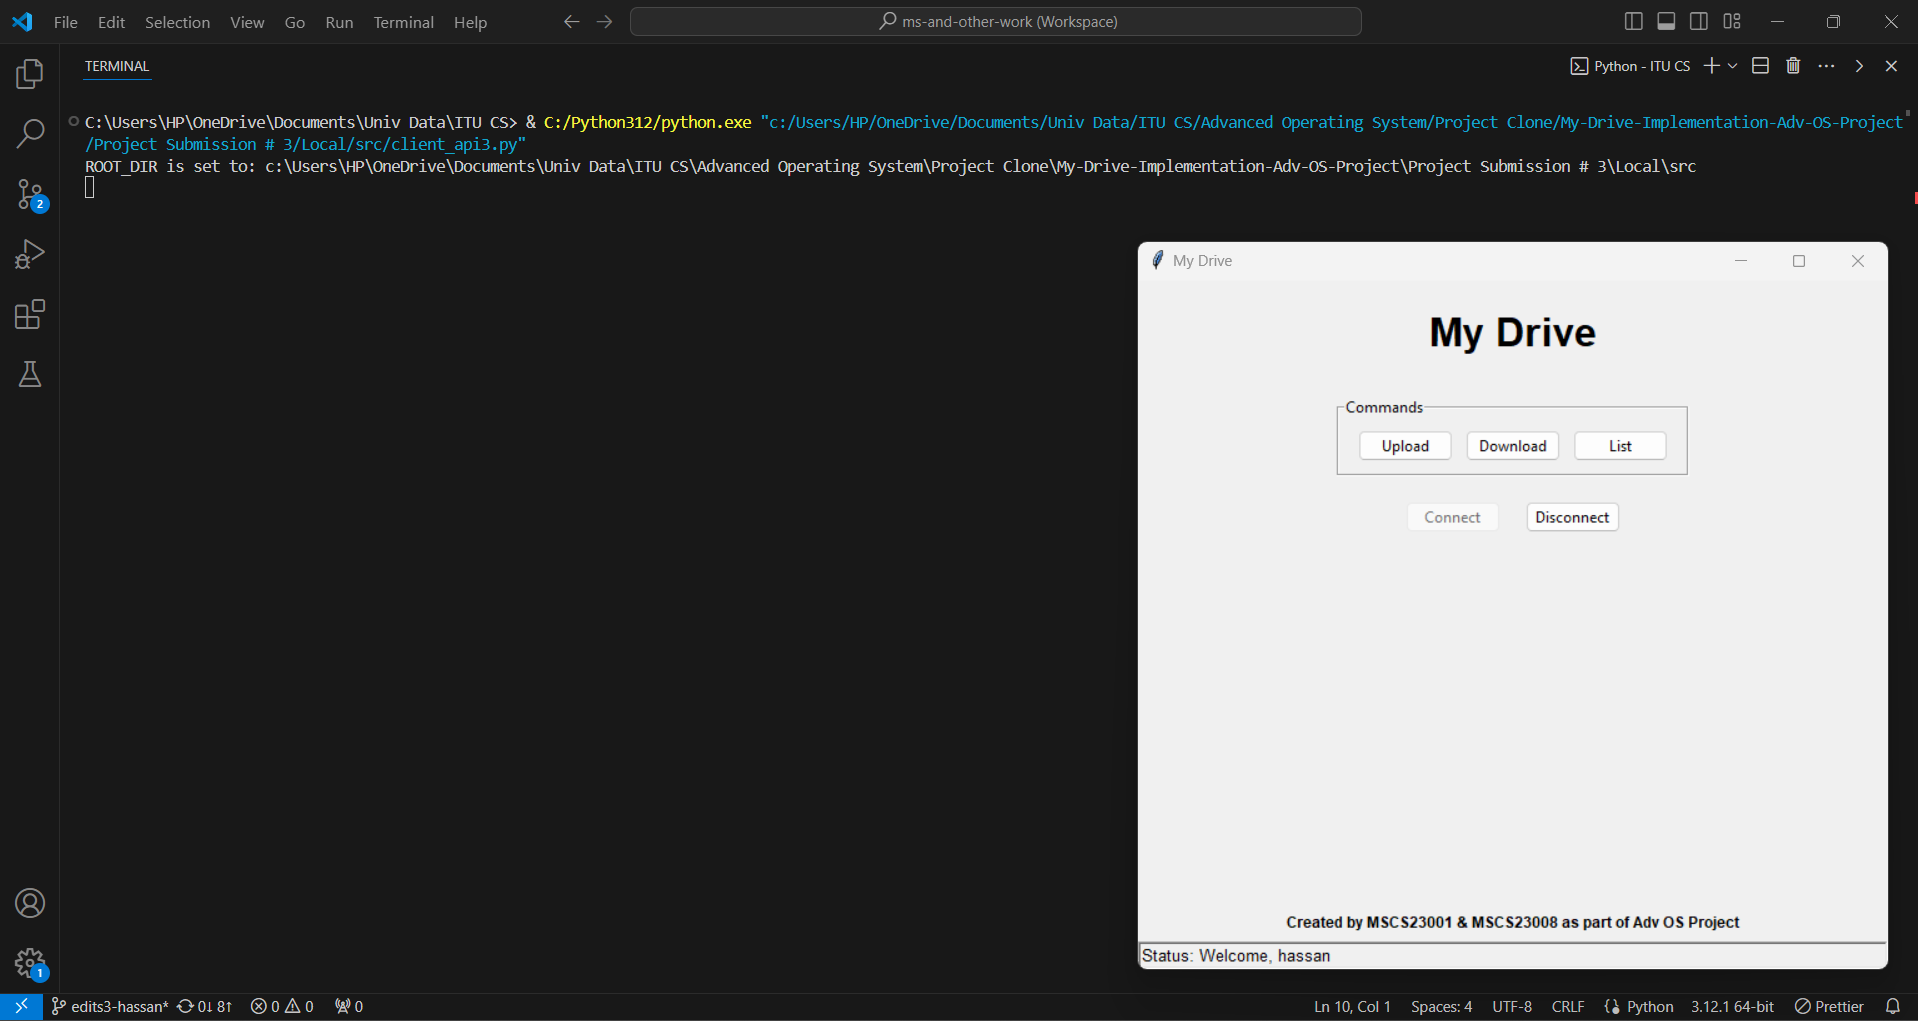 File Edit Selection View Go Run Terminal Help
ms-and-other-work (Workspace)
TERMINAL
Python - ITU CS
C:\Users\HP\OneDrive\Documents\Univ Data\ITU CS> & C:/Python312/python.exe "c:/Users/HP/OneDrive/Documents/Univ Data/ITU CS/Advanced Operating System/Project Clone/My-Drive-Implementation-Adv-OS-Project
/Project Submission # 3/Local/src/client_api3.py"
ROOT_DIR is set to: c:\Users\HP\OneDrive\Documents\Univ Data\ITU CS\Advanced Operating System\Project Clone\My-Drive-Implementation-Adv-OS-Project\Project Submission # 3\Local\src
2
My Drive
My Drive
Commands
Upload Download List
Connect Disconnect
Created by MSCS23001 & MSCS23008 as part of Adv OS Project
Status: Welcome, hassan
1
edits3-hassan* 0↓ 8↑ 0 0 0 Ln 10, Col 1 Spaces: 4 UTF-8 CRLF Python 3.12.1 64-bit Prettier